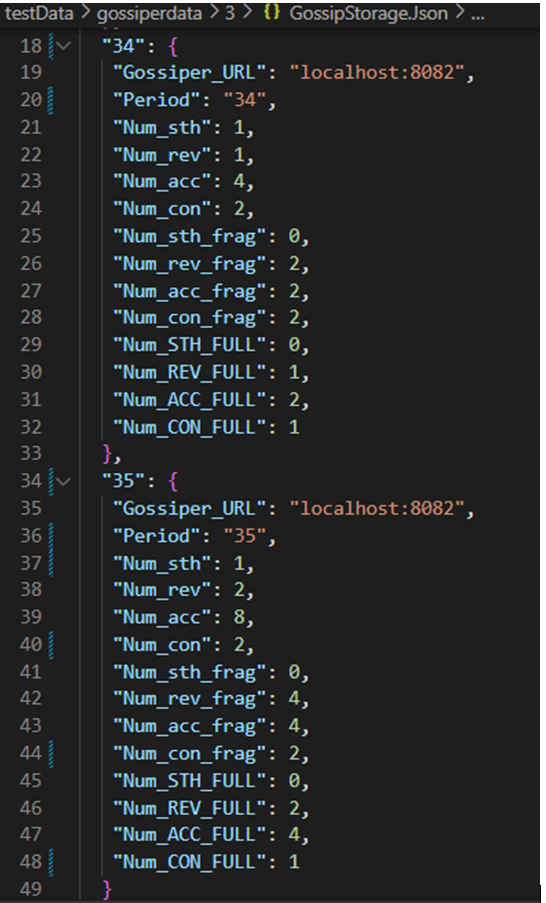 testData > gossiperdata > 3 > {} GossipStorage.Json > ...
18 "34": {
19 "Gossiper_URL": "localhost:8082",
20 "Period": "34",
21 "Num_sth": 1,
22 "Num_rev": 1,
23 "Num_acc": 4,
24 "Num_con": 2,
25 "Num_sth_frag": 0,
26 "Num_rev_frag": 2,
27 "Num_acc_frag": 2,
28 "Num_con_frag": 2,
29 "Num_STH_FULL": 0,
30 "Num_REV_FULL": 1,
31 "Num_ACC_FULL": 2,
32 "Num_CON_FULL": 1
33 },
34 "35": {
35 "Gossiper_URL": "localhost:8082",
36 "Period": "35",
37 "Num_sth": 1,
38 "Num_rev": 2,
39 "Num_acc": 8,
40 "Num_con": 2,
41 "Num_sth_frag": 0,
42 "Num_rev_frag": 4,
43 "Num_acc_frag": 4,
44 "Num_con_frag": 2,
45 "Num_STH_FULL": 0,
46 "Num_REV_FULL": 2,
47 "Num_ACC_FULL": 4,
48 "Num_CON_FULL": 1
49 }